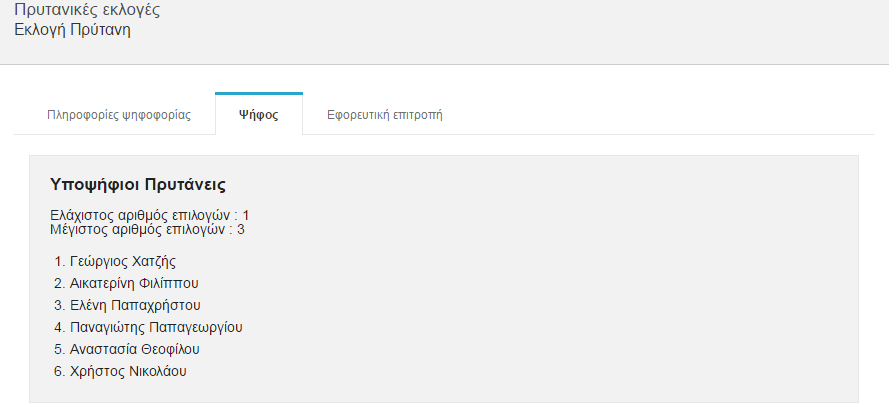 Πρυτανικές εκλογές
Εκλογή Πρύτανη
Πληροφορίες ψηφοφορίας Ψήφος Εφορευτική επιτροπή
Υποψήφιοι Πρυτάνεις
Ελάχιστος αριθμός επιλογών : 1
Μέγιστος αριθμός επιλογών : 3
1. Γεώργιος Χατζής
2. Αικατερίνη Φιλίππου
3. Ελένη Παπαχρήστου
4. Παναγιώτης Παπαγεωργίου
5. Αναστασία Θεοφίλου
6. Χρήστος Νικολάου